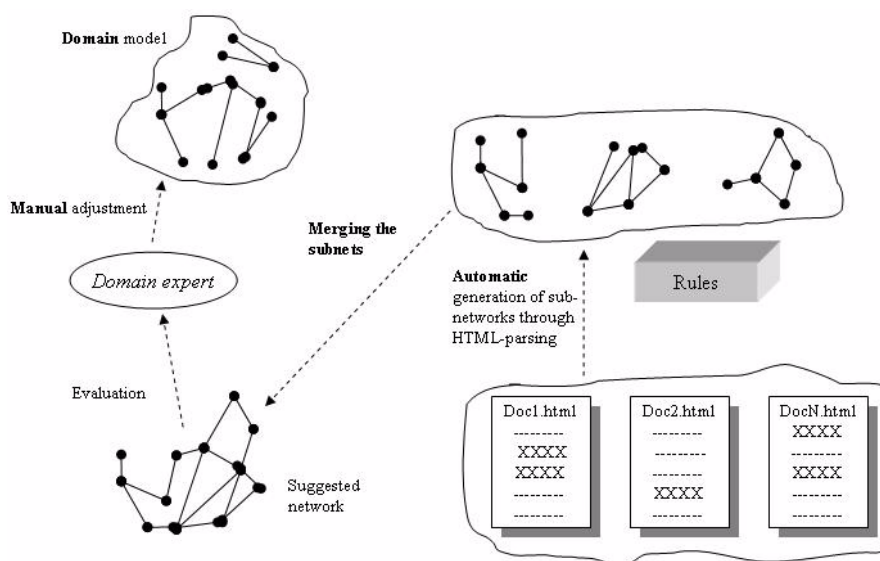 Domain model
Manual adjustment
Domain expert
Evaluation
Suggested
network
Merging the
subnets
Automatic
generation of sub-
networks through
HTML-parsing
Rules
Doc1.html
--------
XXXX
XXXX
--------
--------
Doc2.html
--------
--------
--------
XXXX
--------
DocN.html
XXXX
--------
XXXX
--------
--------